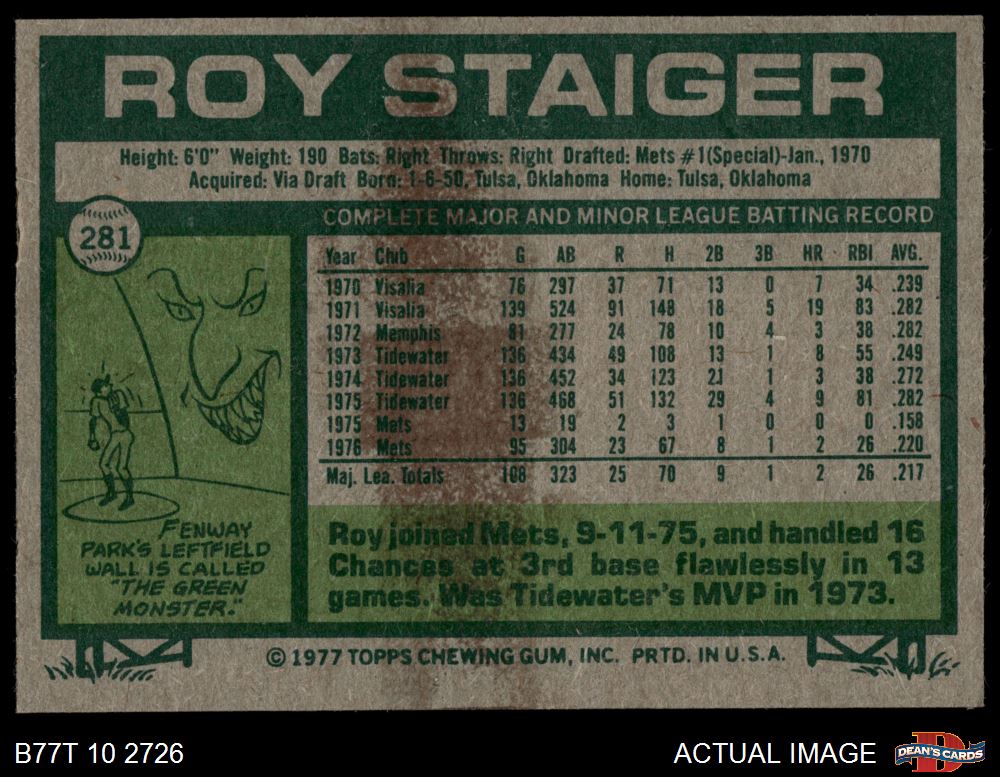 ROY STAIGER
Height: 6'0" Weight: 190 Bats: Right Throws: Right Drafted: Mets #1(Special)-Jan., 1970
Acquired: Via Draft Born: 1-6-50, Tulsa, Oklahoma Home: Tulsa, Oklahoma
281
COMPLETE MAJOR AND MINOR LEAGUE BATTING RECORD
Year Club G AB R H 2B 3B HR RBI AVG.
1970 Visalia 76 297 37 71 13 0 7 34 .239
1971 Visalia 139 524 91 148 18 5 19 83 .282
1972 Memphis 81 277 24 78 10 4 3 38 .282
1973 Tidewater 136 434 49 108 13 1 8 55 .249
1974 Tidewater 136 452 34 123 21 1 3 38 .272
1975 Tidewater 136 468 51 132 29 4 9 81 .282
1975 Mets 13 19 2 3 1 0 0 0 .158
1976 Mets 95 304 23 67 8 1 2 26 .220
Maj. Lea. Totals 108 323 25 70 9 1 2 26 .217
FENWAY
PARK'S LEFTFIELD
WALL IS CALLED
"THE GREEN
MONSTER."
Roy joined Mets, 9-11-75, and handled 16
Chances at 3rd base flawlessly in 13
games. Was Tidewater's MVP in 1973.
© 1977 TOPPS CHEWING GUM, INC. PRTD. IN U.S.A.
B77T 10 2726
ACTUAL IMAGE
D
DEAN'S CARDS